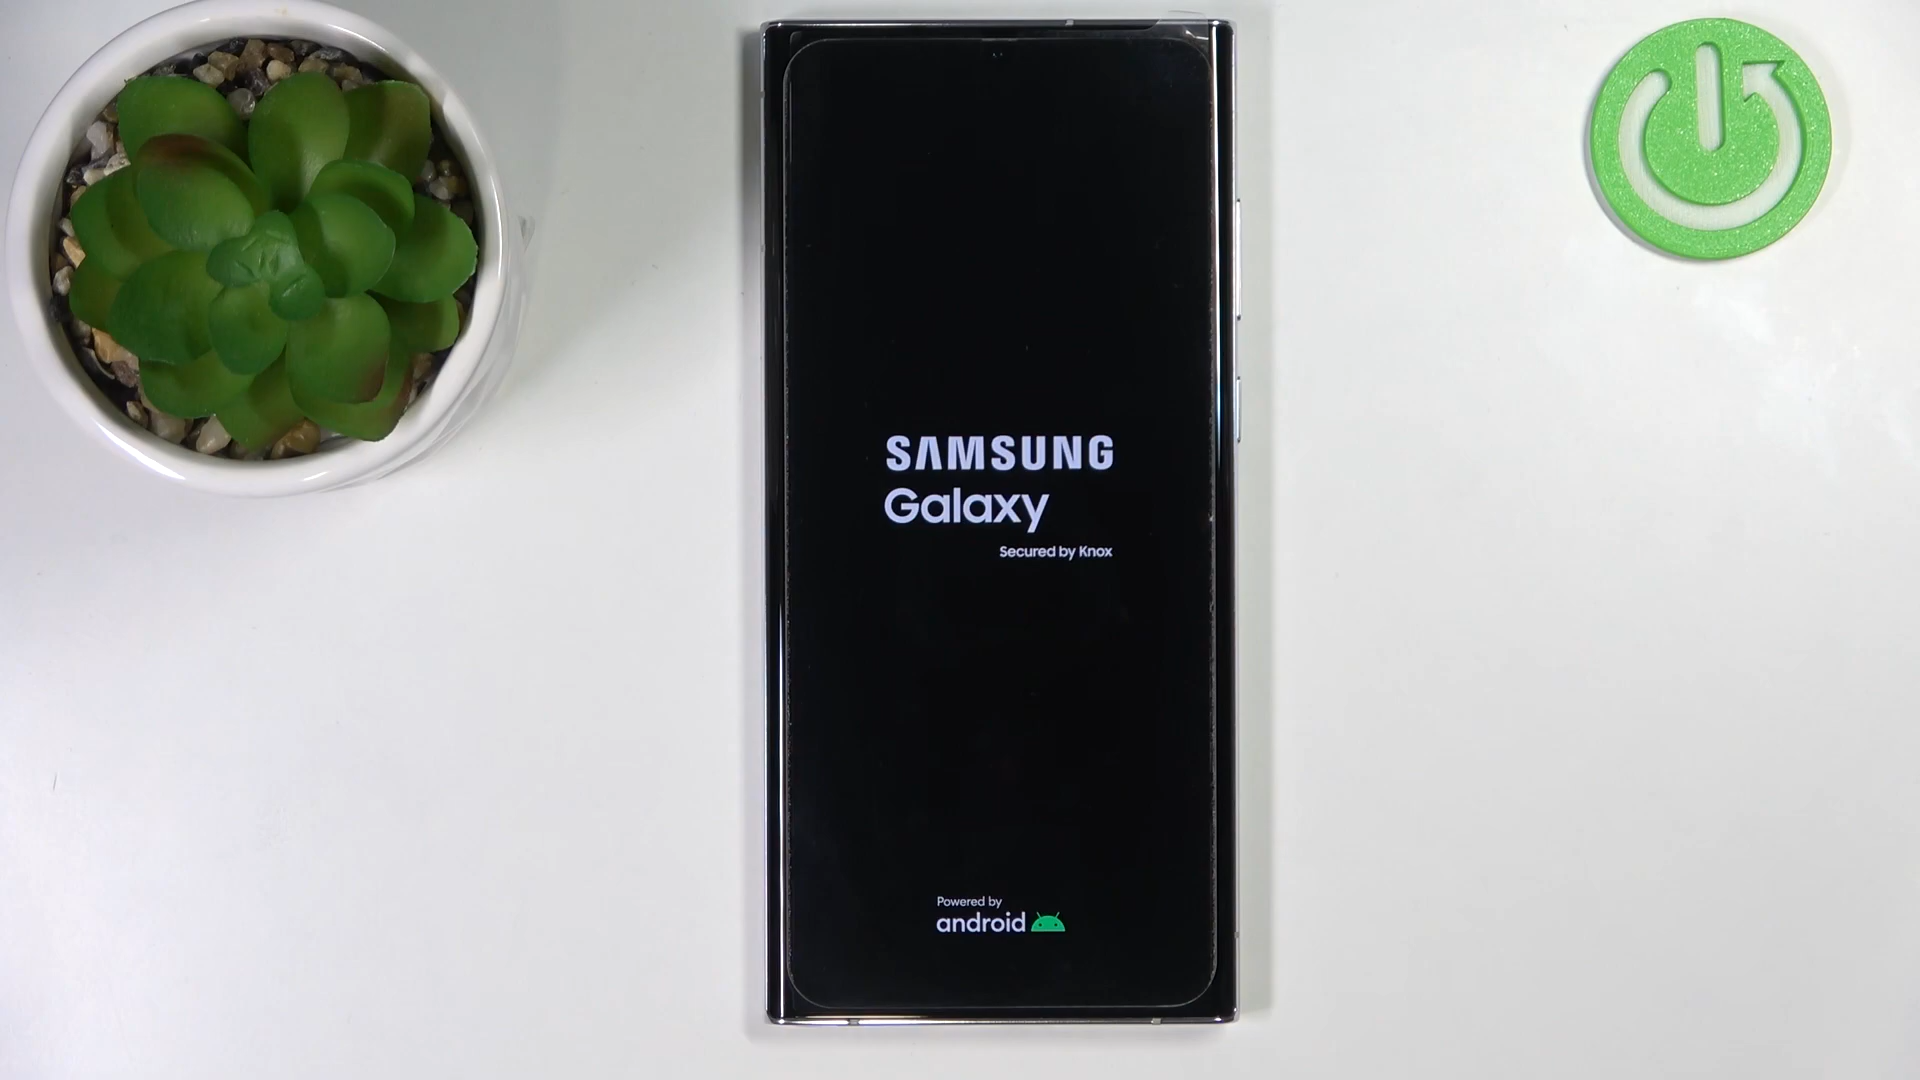 SAMSUNG
Galaxy
Secured by Knox
Powered by
android